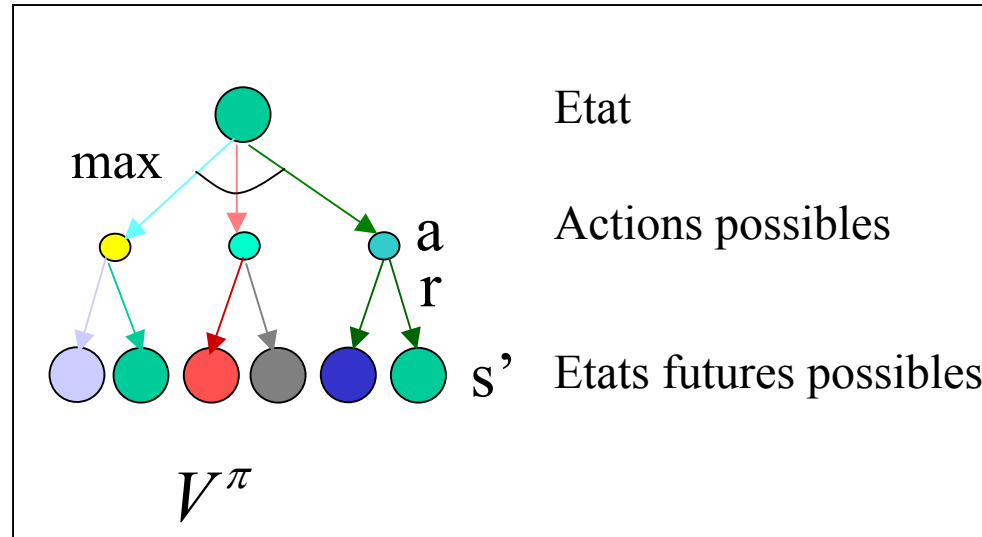 Etat
max
a
Actions possibles
r
s’
Etats futures possibles
V^π